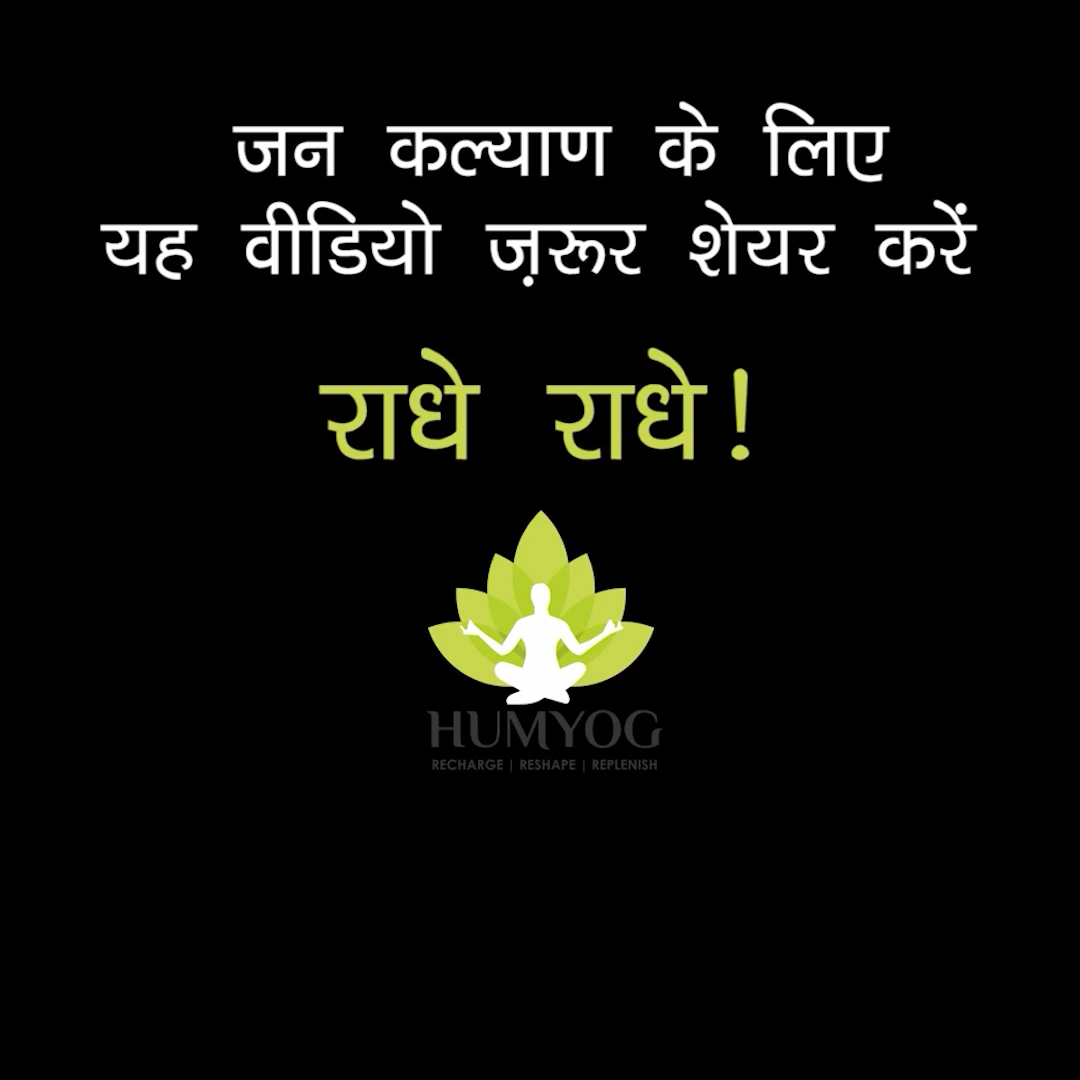 जन कल्याण के लिए
यह वीडियो ज़रूर शेयर करें
राधे राधे!
HUMYOG
RECHARGE | RESHAPE | REPLENISH